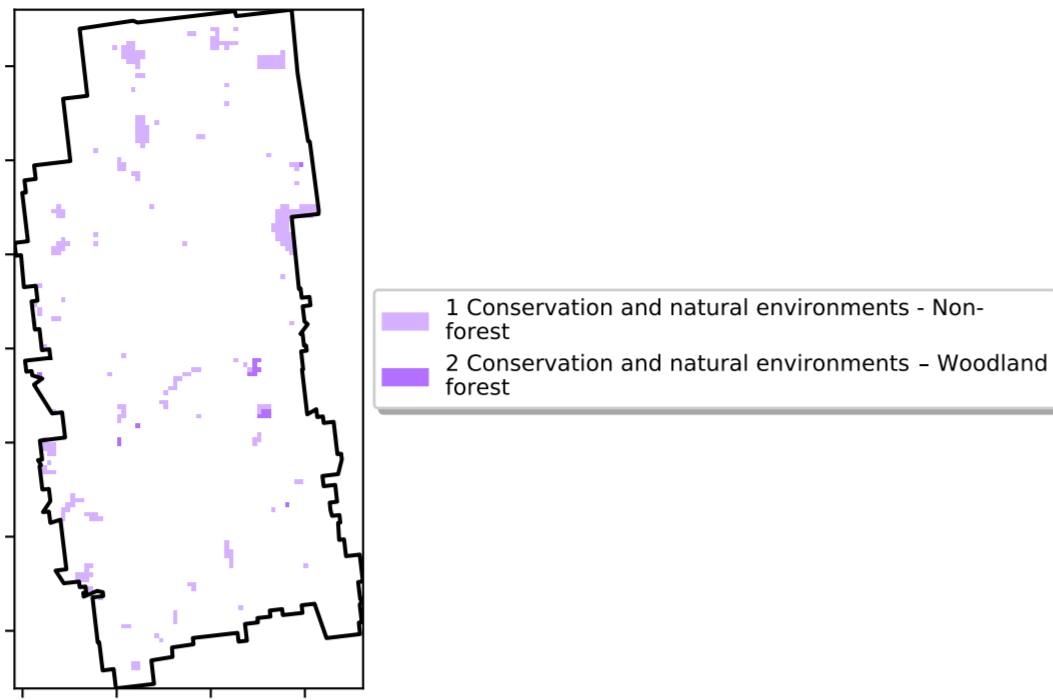 1 Conservation and natural environments - Non-
forest
2 Conservation and natural environments – Woodland
forest